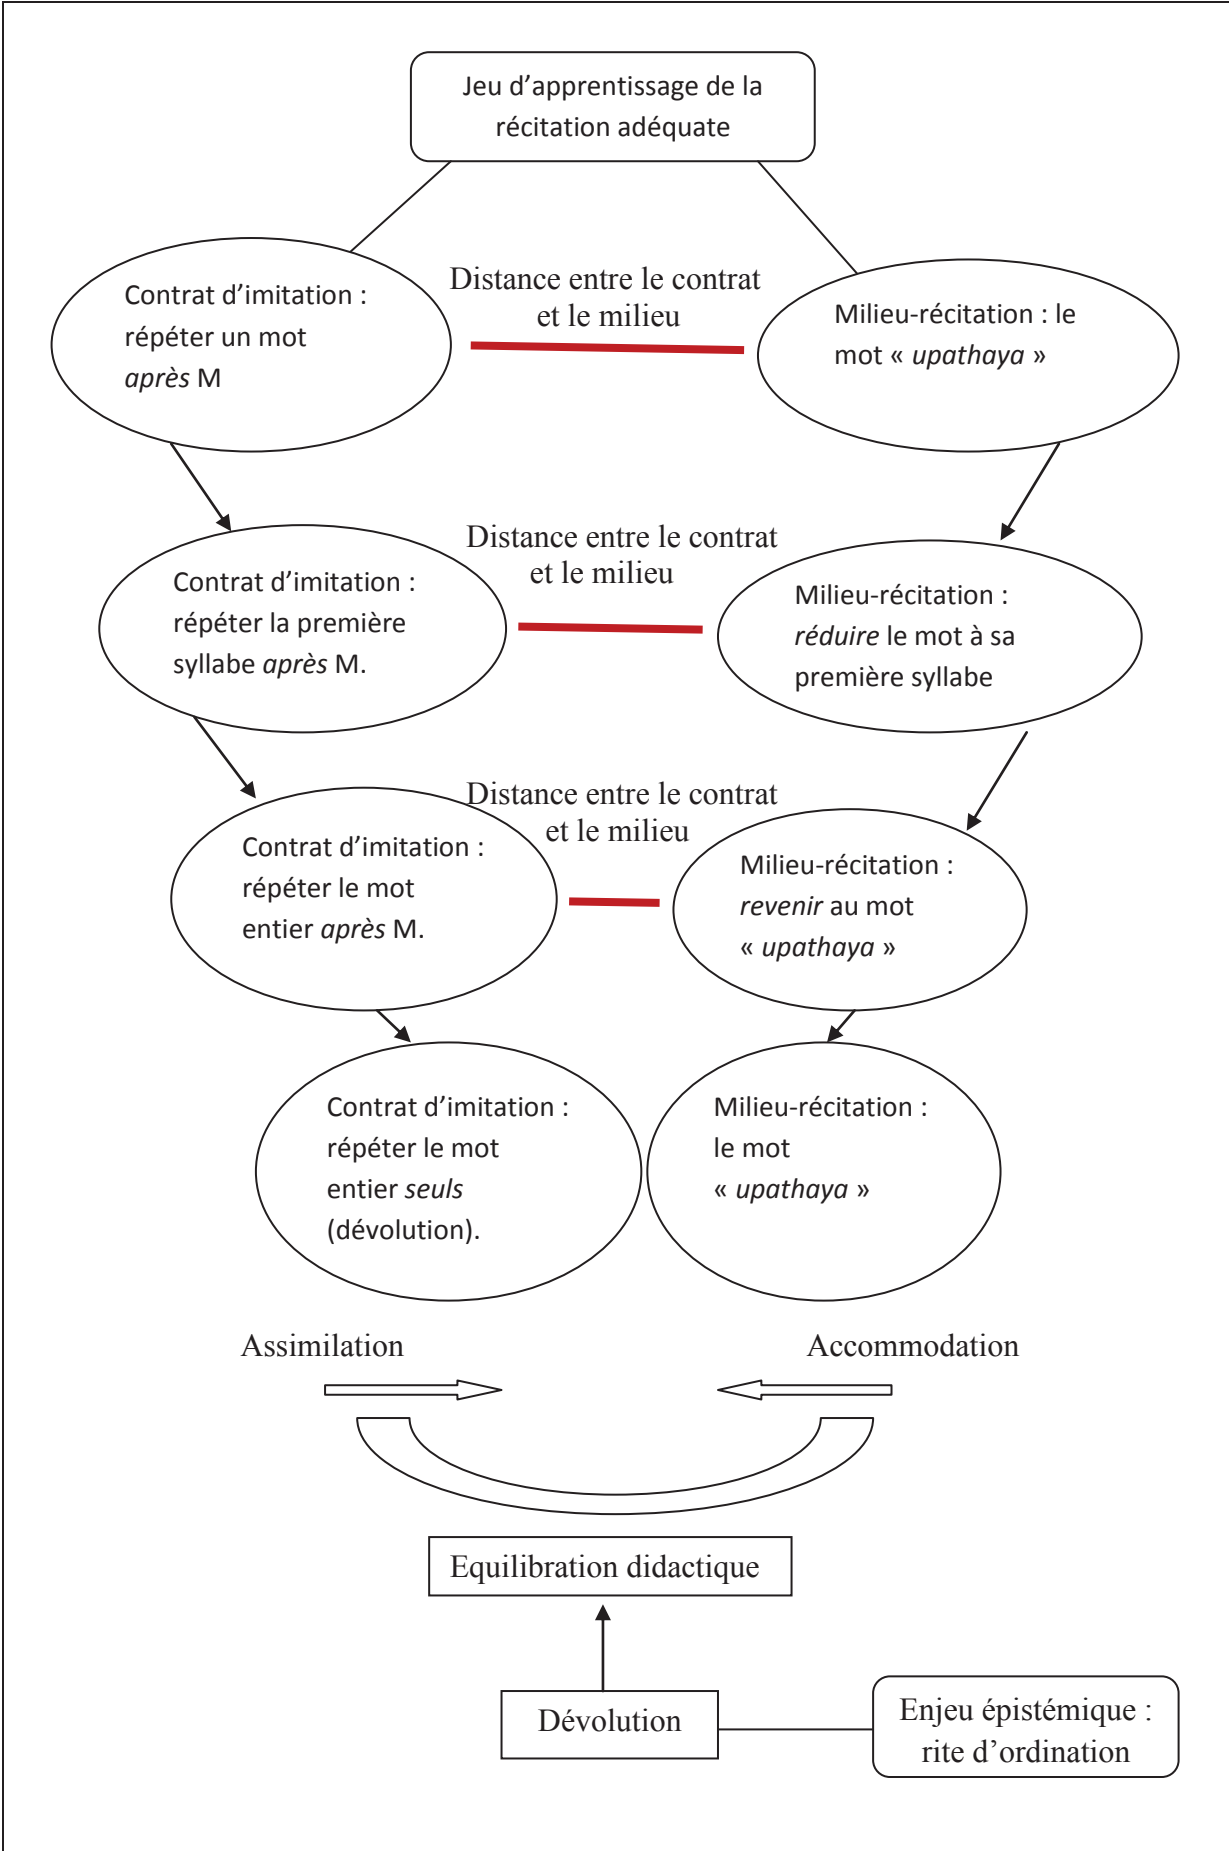 Jeu d’apprentissage de la
récitation adéquate
Contrat d’imitation :
répéter un mot
après M
Distance entre le contrat
et le milieu
Milieu-récitation : le
mot « upathaya »
Contrat d’imitation :
répéter la première
syllabe après M.
Distance entre le contrat
et le milieu
Milieu-récitation :
réduire le mot à sa
première syllabe
Contrat d’imitation :
répéter le mot
entier après M.
Distance entre le contrat
et le milieu
Milieu-récitation :
revenir au mot
« upathaya »
Contrat d’imitation :
répéter le mot
entier seuls
(dévolution).
Milieu-récitation :
le mot
« upathaya »
Assimilation
Accommodation
Equilibration didactique
Dévolution
Enjeu épistémique :
rite d’ordination